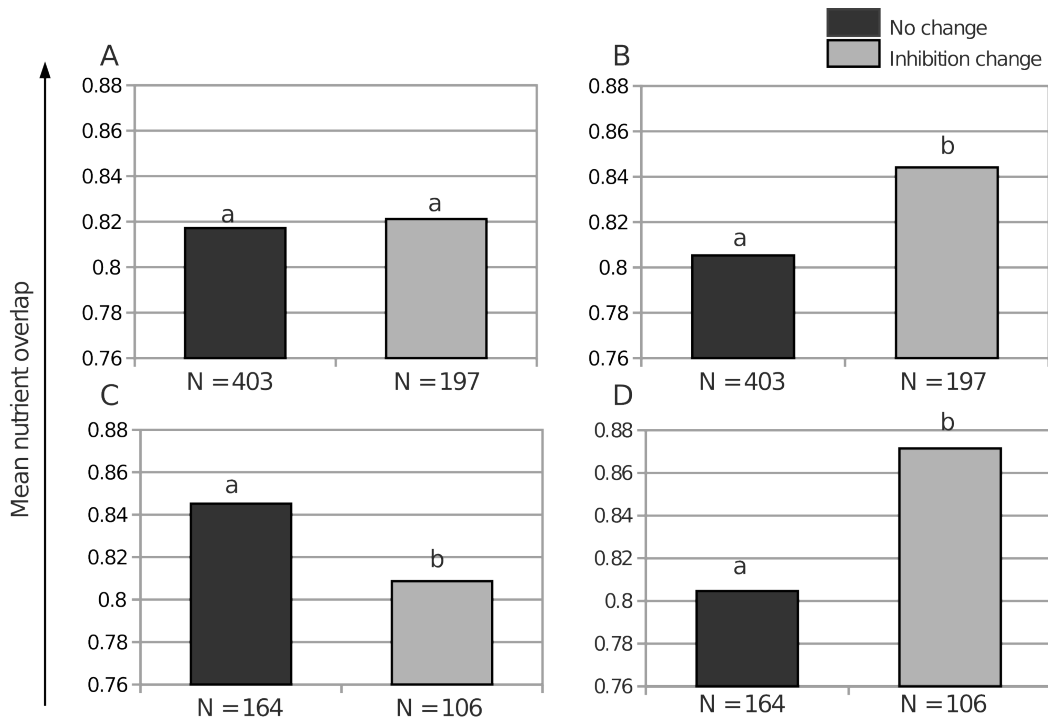 No change
Inhibition change
Mean nutrient overlap
A
0.88
0.86
0.84
0.82
0.8
0.78
0.76
a
a
N =403
N =197
B
0.88
0.86
0.84
0.82
0.8
0.78
0.76
a
b
N =403
N =197
C
0.88
0.86
0.84
0.82
0.8
0.78
0.76
a
b
N =164
N =106
D
0.88
0.86
0.84
0.82
0.8
0.78
0.76
a
b
N =164
N =106